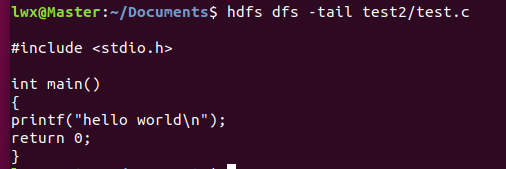 lwx@Master:~/Documents$ hdfs dfs -tail test2/test.c
#include <stdio.h>
int main()
{
printf("hello world\n");
return 0;
}